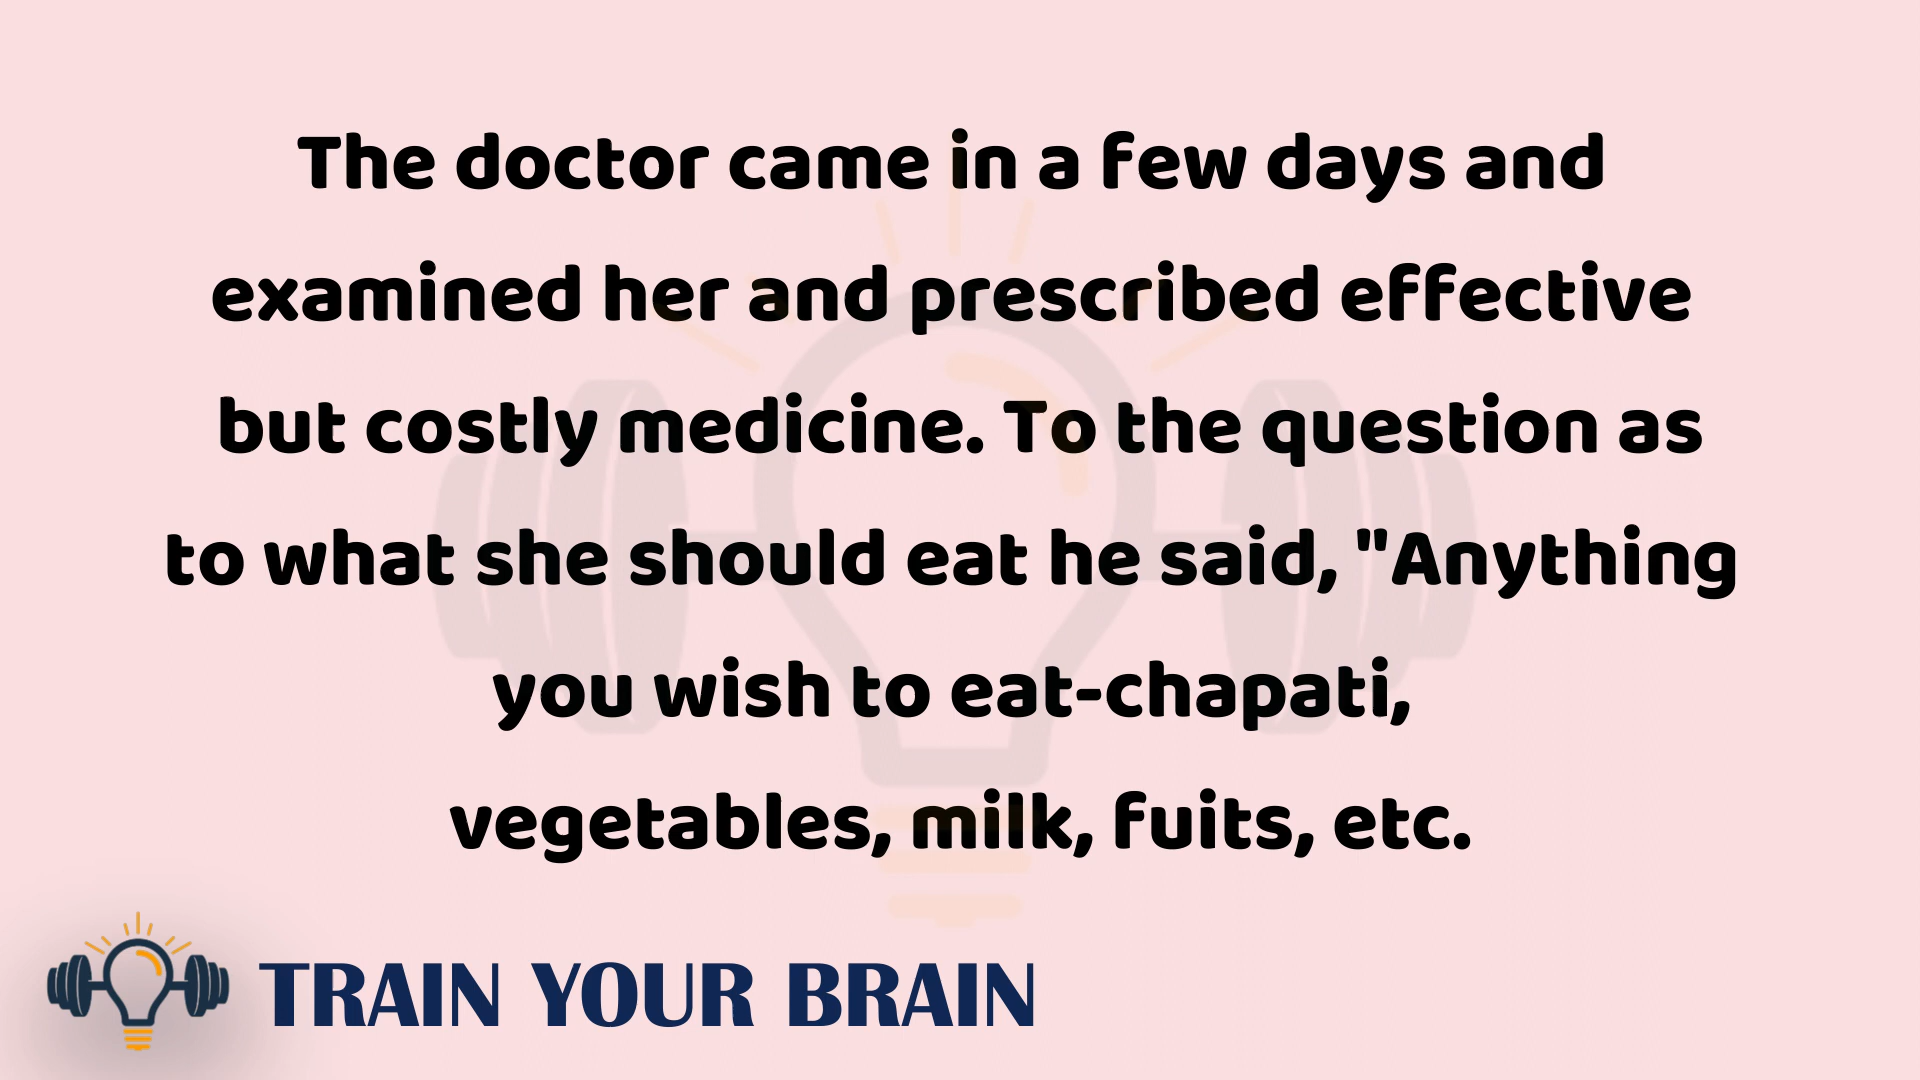 The doctor came in a few days and
examined her and prescribed effective
but costly medicine. To the question as
to what she should eat he said, "Anything
you wish to eat-chapati,
vegetables, milk, fuits, etc.
TRAIN YOUR BRAIN